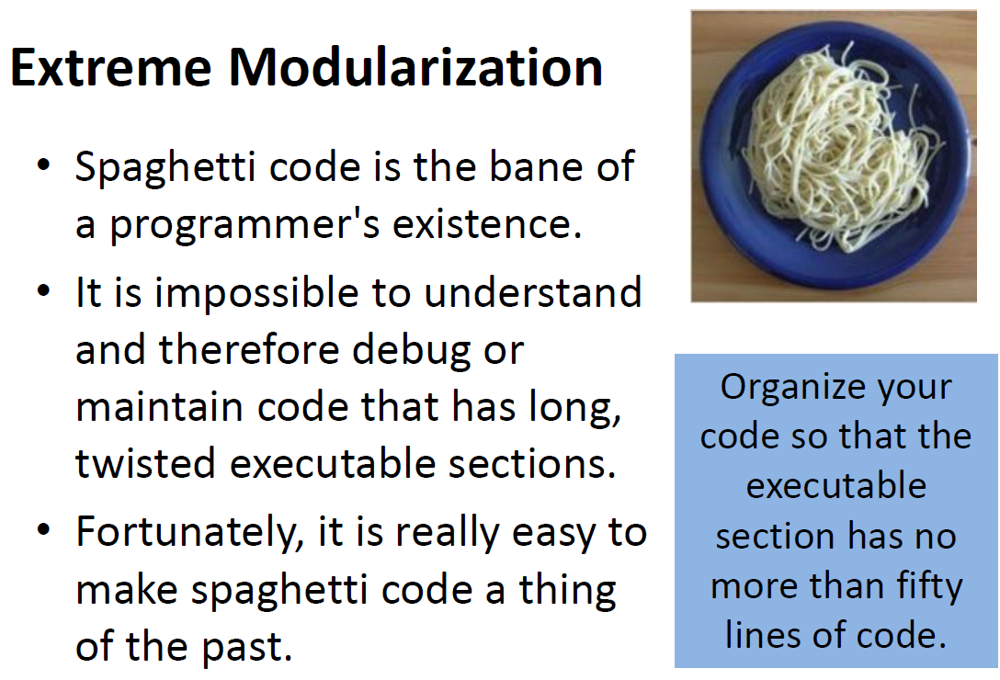 Extreme Modularization
• Spaghetti code is the bane of
a programmer's existence.
• It is impossible to understand
and therefore debug or
maintain code that has long,
twisted executable sections.
• Fortunately, it is really easy to
make spaghetti code a thing
of the past.
Organize your
code so that the
executable
section has no
more than fifty
lines of code.